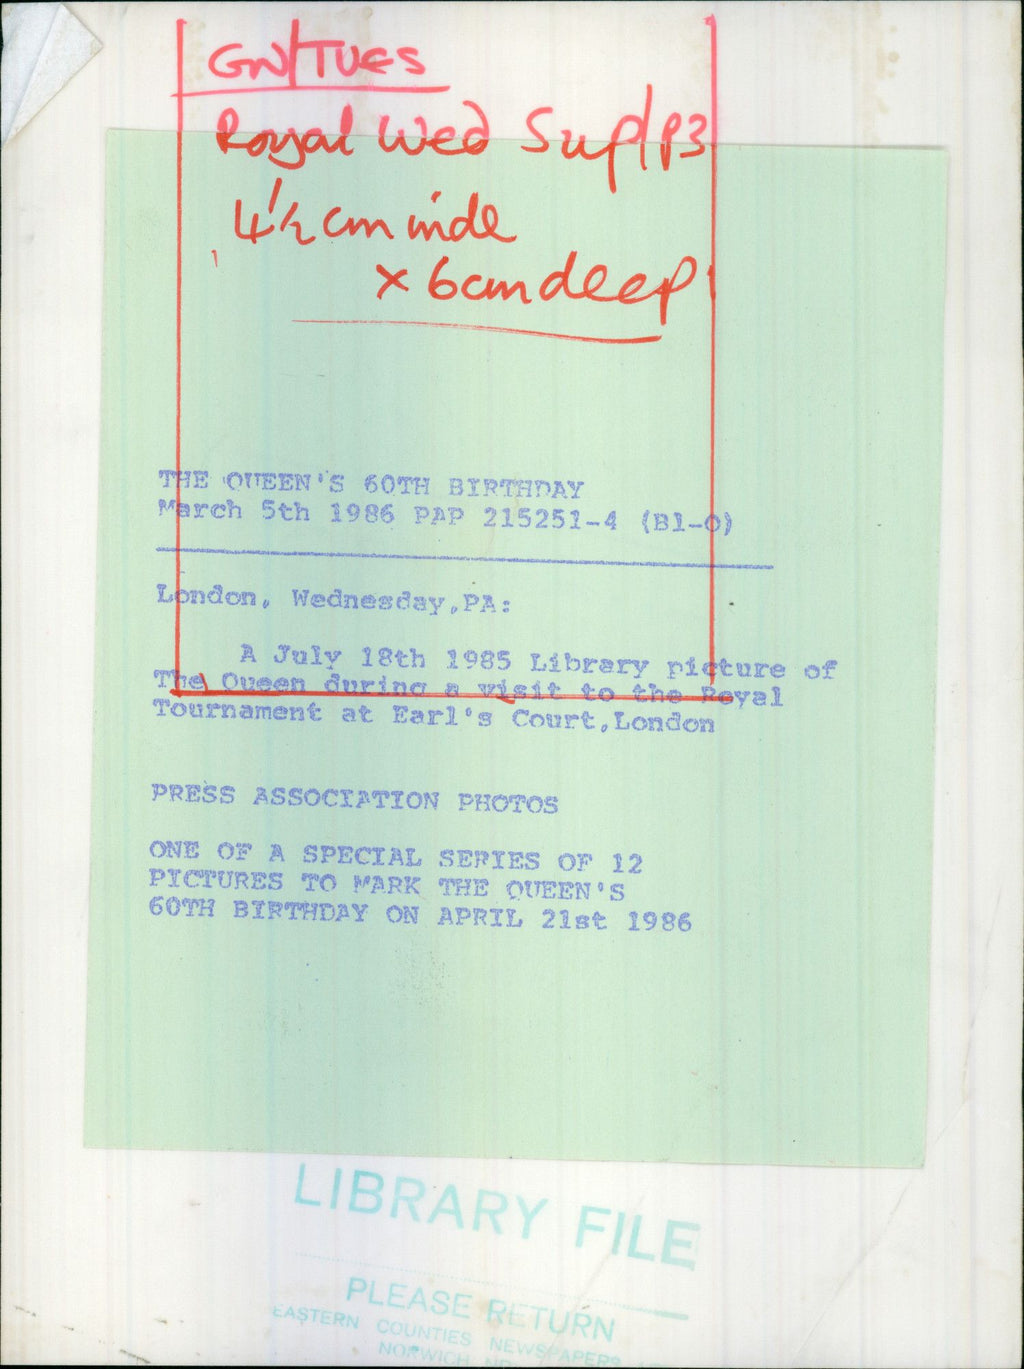 GN/TUES
Royal Wed Supl P3
4 1/2 cm wide
x 6cm deep
THE QUEEN'S 60TH BIRTHDAY
March 5th 1986 PAP 215251-4 (B1-O)
London, Wednesday,PA:
A July 18th 1985 Library picture of
The Queen during a visit to the Royal
Tournament at Earl's Court,London
PRESS ASSOCIATION PHOTOS
ONE OF A SPECIAL SERIES OF 12
PICTURES TO MARK THE QUEEN'S
60TH BIRTHDAY ON APRIL 21st 1986
LIBRARY FILE
PLEASE RETURN
EASTERN COUNTIES NEWSPAPERS
NORWICH